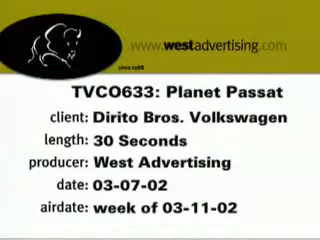 www.westadvertising.com
since 1988
TVCO633: Planet Passat
client: Dirito Bros. Volkswagen
length: 30 Seconds
producer: West Advertising
date: 03-07-02
airdate: week of 03-11-02